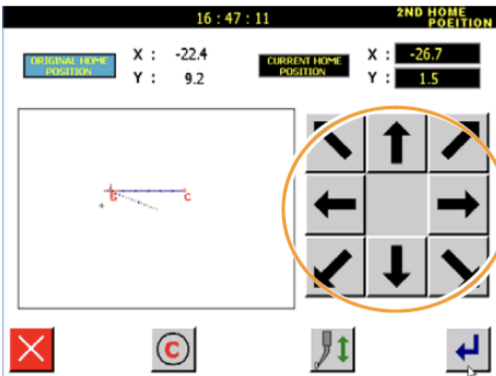 16 : 47 : 11
2ND HOME
POEITION
ORIGINAL HOME
POSITION
X : -22.4
Y : 9.2
CURRENT HOME
POSITION
X : -26.7
Y : 1.5
C
C